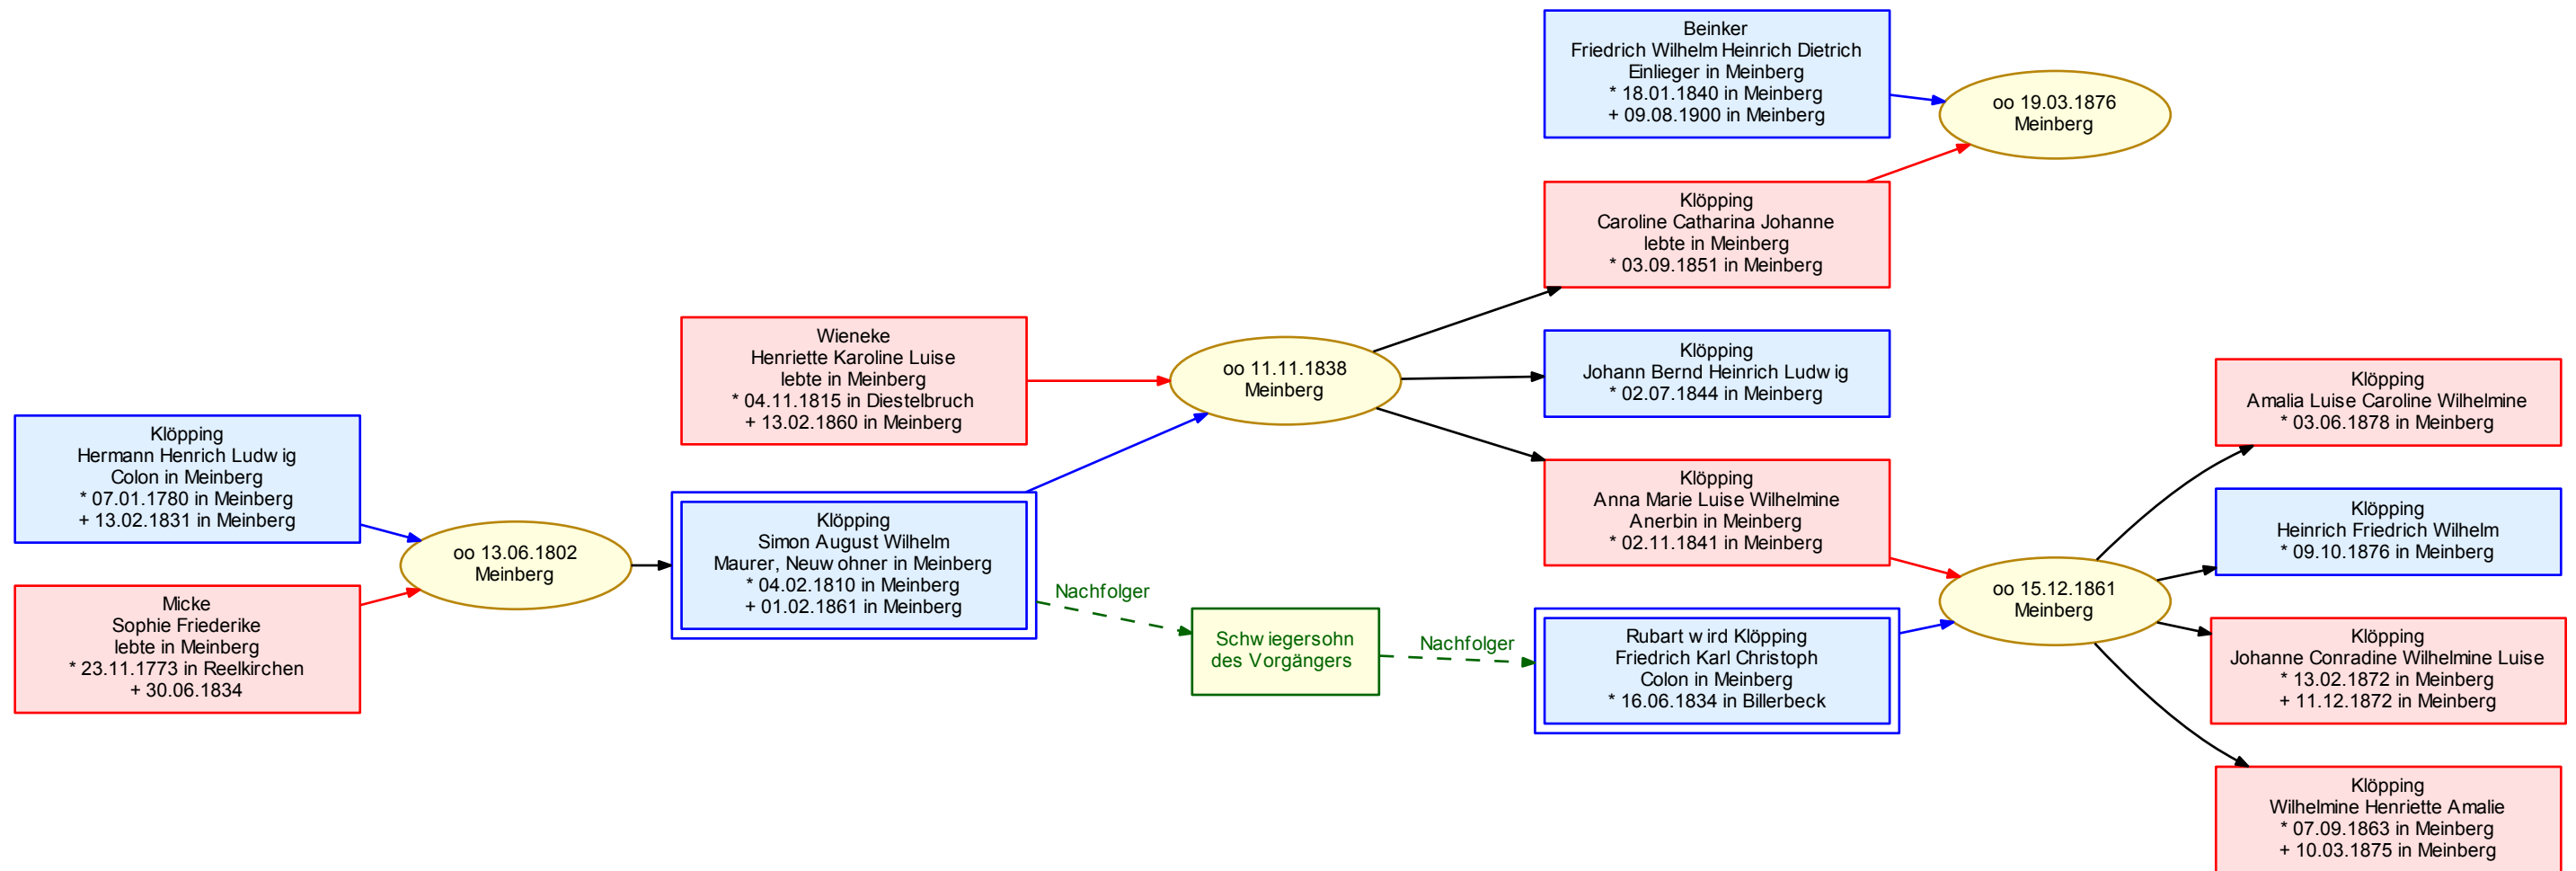 Klöpping
Hermann Henrich Ludwig
Colon in Meinberg
* 07.01.1780 in Meinberg
+ 13.02.1831 in Meinberg
Micke
Sophie Friederike
lebte in Meinberg
* 23.11.1773 in Reelkirchen
+ 30.06.1834
oo 13.06.1802
Meinberg
Wieneke
Henriette Karoline Luise
lebte in Meinberg
* 04.11.1815 in Diestelbruch
+ 13.02.1860 in Meinberg
Klöpping
Simon August Wilhelm
Maurer, Neuwohner in Meinberg
* 04.02.1810 in Meinberg
+ 01.02.1861 in Meinberg
Nachfolger
oo 11.11.1838
Meinberg
Schwiegersohn
des Vorgängers
Nachfolger
Beinker
Friedrich Wilhelm Heinrich Dietrich
Einlieger in Meinberg
* 18.01.1840 in Meinberg
+ 09.08.1900 in Meinberg
Klöpping
Caroline Catharina Johanne
lebte in Meinberg
* 03.09.1851 in Meinberg
Klöpping
Johann Bernd Heinrich Ludwig
* 02.07.1844 in Meinberg
Klöpping
Anna Marie Luise Wilhelmine
Anerbin in Meinberg
* 02.11.1841 in Meinberg
Rubart wird Klöpping
Friedrich Karl Christoph
Colon in Meinberg
* 16.06.1834 in Billerbeck
oo 19.03.1876
Meinberg
oo 15.12.1861
Meinberg
Klöpping
Amalia Luise Caroline Wilhelmine
* 03.06.1878 in Meinberg
Klöpping
Heinrich Friedrich Wilhelm
* 09.10.1876 in Meinberg
Klöpping
Johanne Conradine Wilhelmine Luise
* 13.02.1872 in Meinberg
+ 11.12.1872 in Meinberg
Klöpping
Wilhelmine Henriette Amalie
* 07.09.1863 in Meinberg
+ 10.03.1875 in Meinberg